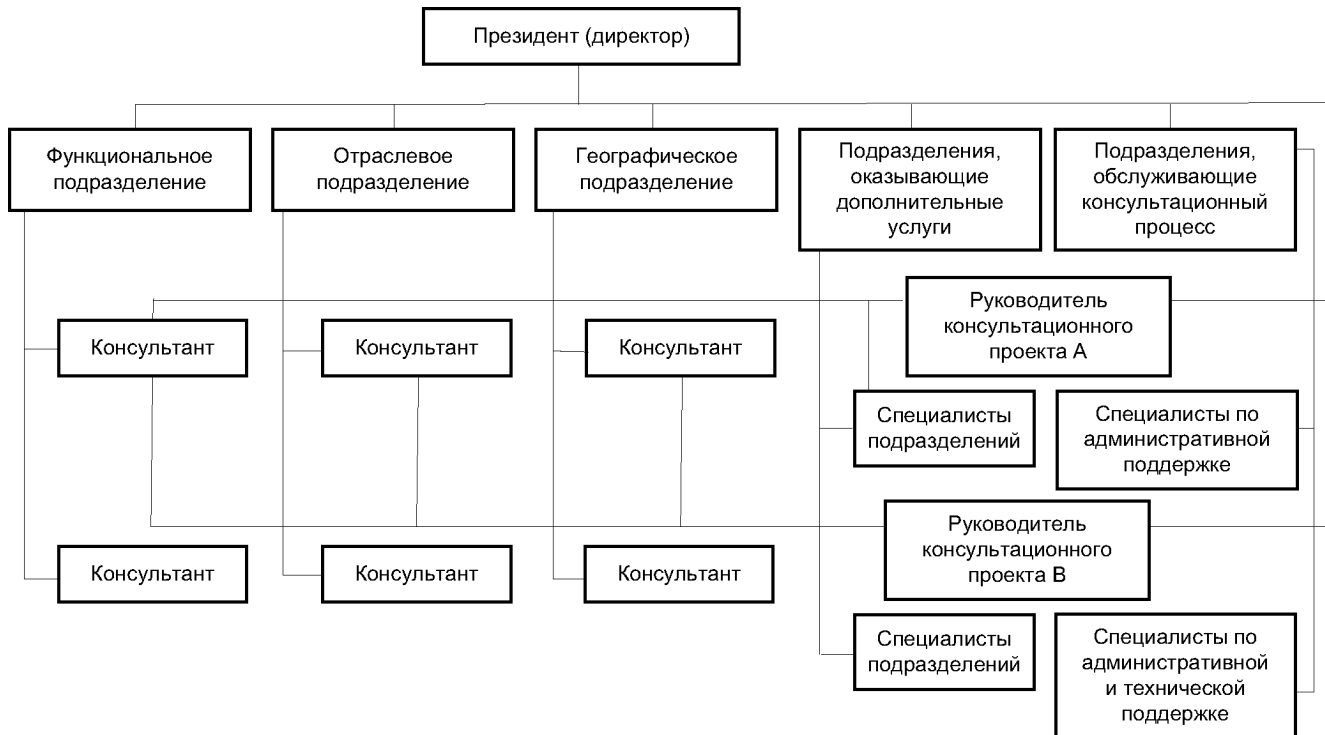 Президент (директор)
Функциональное
подразделение
Отраслевое
подразделение
Географическое
подразделение
Подразделения,
оказывающие
дополнительные
услуги
Подразделения,
обслуживающие
консультационный
процесс
Руководитель
консультационного
проекта А
Консультант
Консультант
Консультант
Специалисты
подразделений
Специалисты по
административной
поддержке
Руководитель
консультационного
проекта В
Консультант
Консультант
Консультант
Специалисты
подразделений
Специалисты по
административной
и технической
поддержке